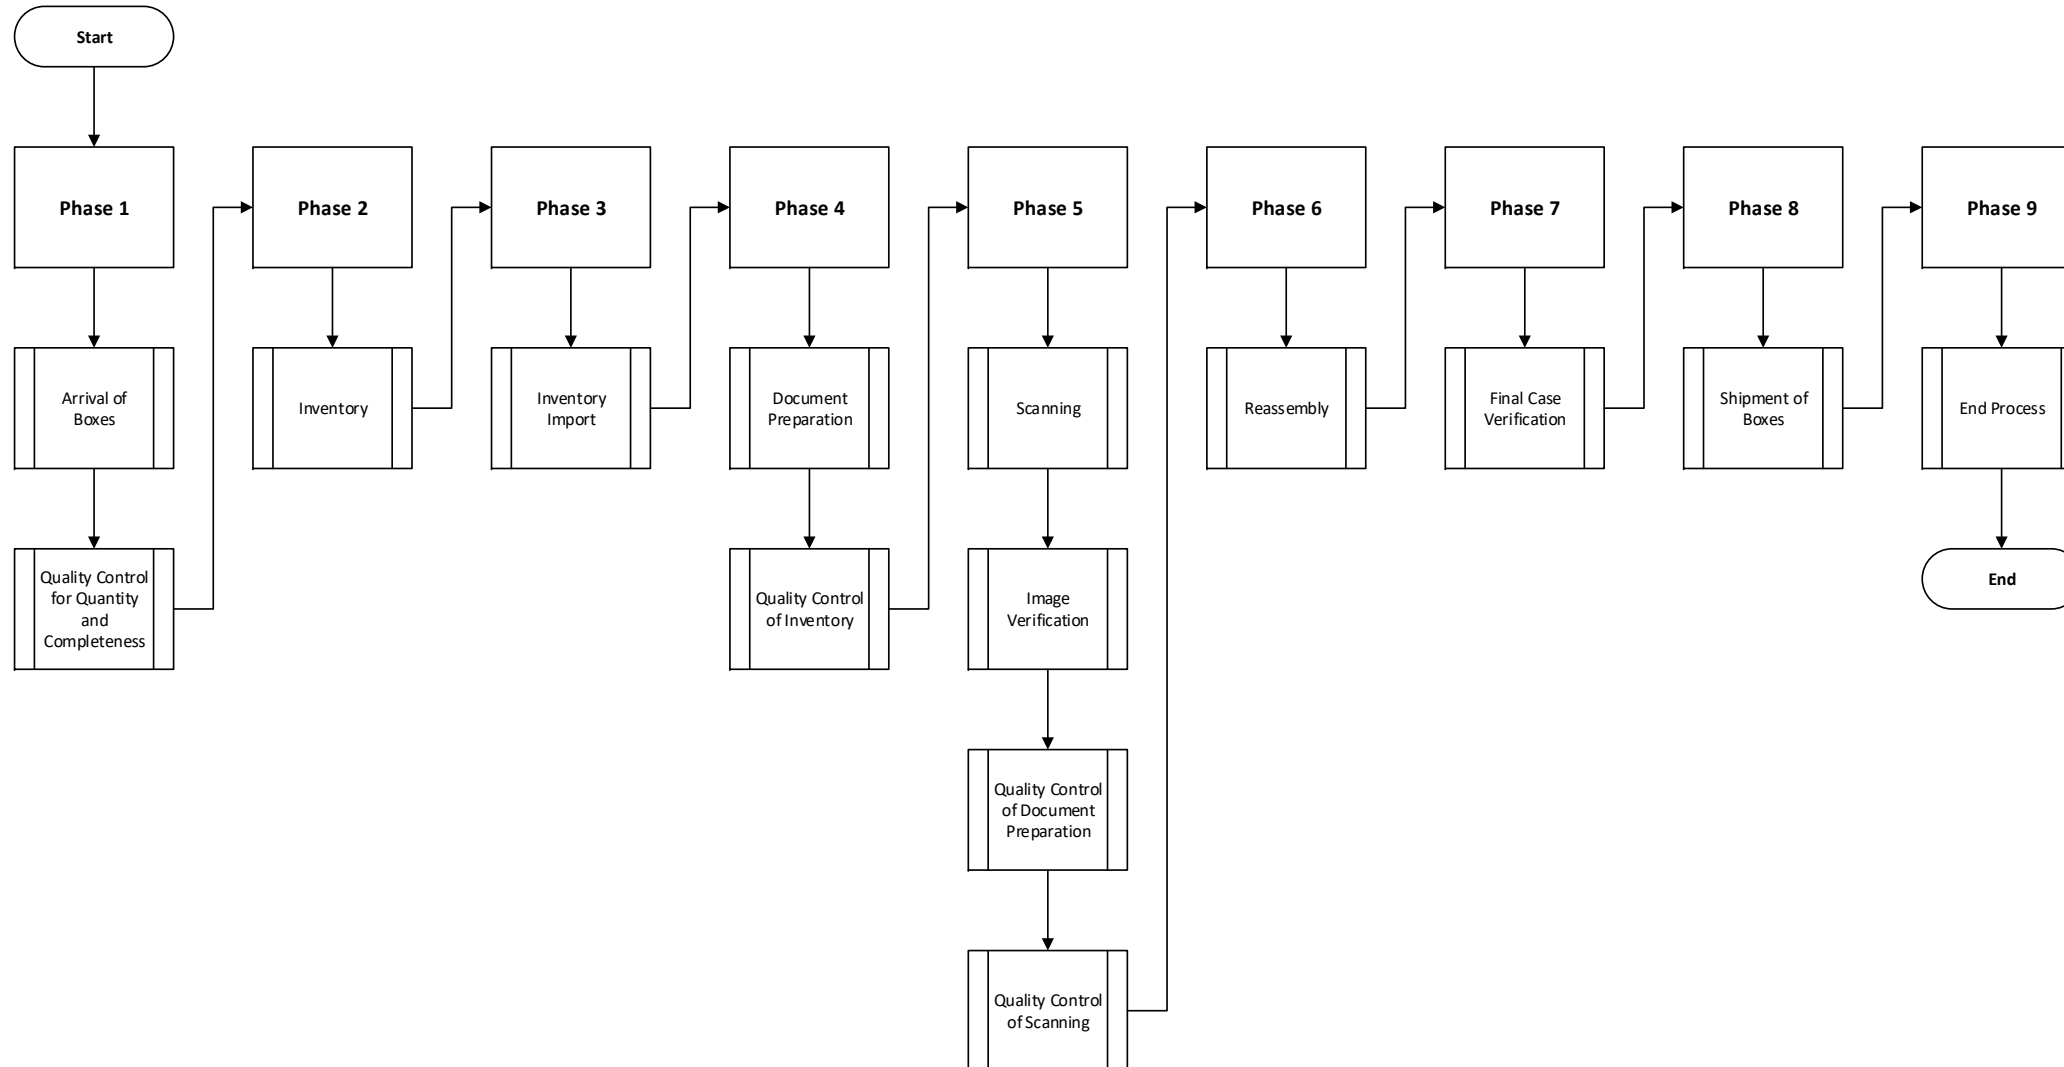 Start
Phase 1
Phase 2
Phase 3
Phase 4
Phase 5
Phase 6
Phase 7
Phase 8
Phase 9
Arrival of
Boxes
Inventory
Inventory
Import
Document
Preparation
Scanning
Reassembly
Final Case
Verification
Shipment of
Boxes
End Process
Quality Control
for Quantity
and
Completeness
Quality Control
of Inventory
Image
Verification
End
Quality Control
of Document
Preparation
Quality Control
of Scanning